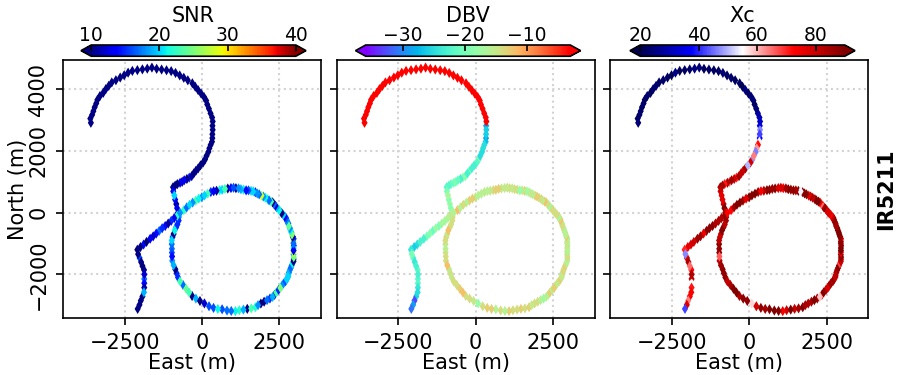 SNR DBV Xc
10 20 30 40 −30 −20 −10 20 40 60 80
4000
2000
0
−2000
North (m)
−2500 0 2500 −2500 0 2500 −2500 0 2500
East (m) East (m) East (m)
IR5211